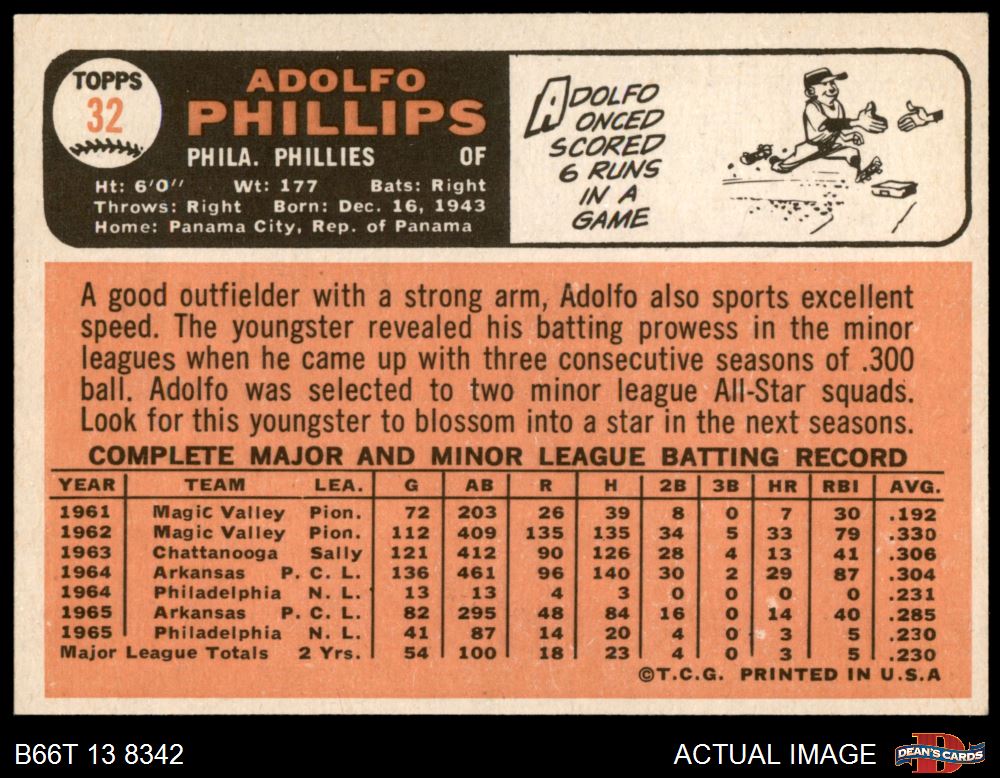 TOPPS
32
ADOLFO
PHILLIPS
PHILA. PHILLIES OF
Ht: 6'0" Wt: 177 Bats: Right
Throws: Right Born: Dec. 16, 1943
Home: Panama City, Rep. of Panama
ADOLFO
ONCED
SCORED
6 RUNS
IN A
GAME
A good outfielder with a strong arm, Adolfo also sports excellent
speed. The youngster revealed his batting prowess in the minor
leagues when he came up with three consecutive seasons of .300
ball. Adolfo was selected to two minor league All-Star squads.
Look for this youngster to blossom into a star in the next seasons.
COMPLETE MAJOR AND MINOR LEAGUE BATTING RECORD
YEAR TEAM LEA. G AB R H 2B 3B HR RBI AVG.
1961 Magic Valley Pion. 72 203 26 39 8 0 7 30 .192
1962 Magic Valley Pion. 112 409 135 135 34 5 33 79 .330
1963 Chattanooga Sally 121 412 90 126 28 4 13 41 .306
1964 Arkansas P. C. L. 136 461 96 140 30 2 29 87 .304
1964 Philadelphia N. L. 13 13 4 3 0 0 0 0 .231
1965 Arkansas P. C. L. 82 295 48 84 16 0 14 40 .285
1965 Philadelphia N. L. 41 87 14 20 4 0 3 5 .230
Major League Totals 2 Yrs. 54 100 18 23 4 0 3 5 .230
©T.C.G. PRINTED IN U.S.A
B66T 13 8342
ACTUAL IMAGE
DEAN'S CARDS